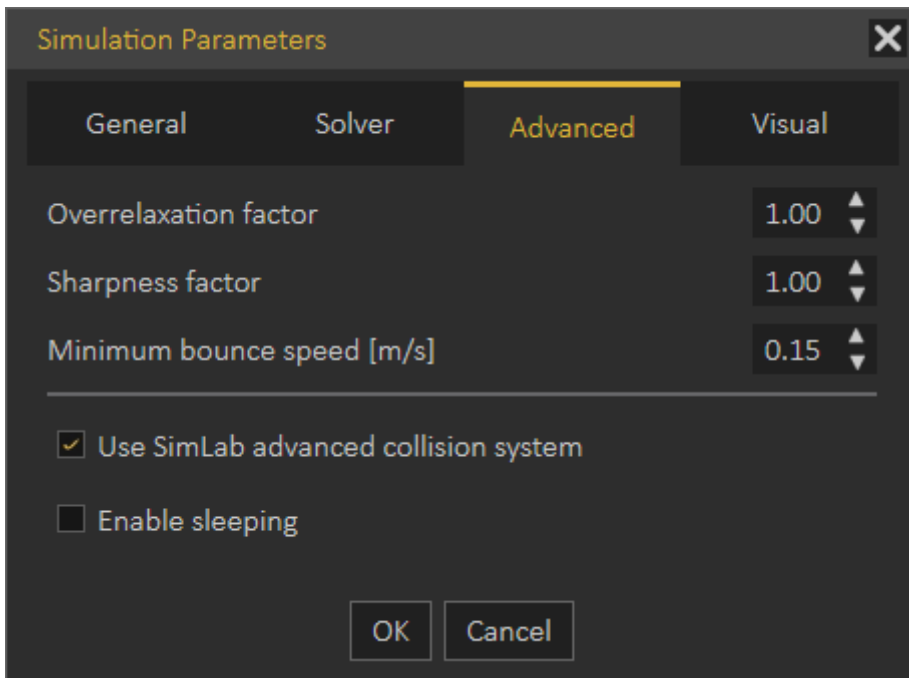 Simulation Parameters
General Solver Advanced Visual
Overrelaxation factor 1.00
Sharpness factor 1.00
Minimum bounce speed [m/s] 0.15
Use SimLab advanced collision system
Enable sleeping
OK Cancel